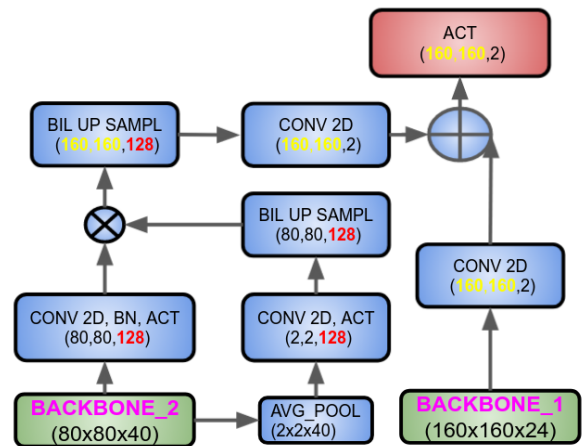 ACT
(160,160,2)
BIL UP SAMPL
(160,160,128)
CONV 2D
(160,160,2)
BIL UP SAMPL
(80,80,128)
CONV 2D
(160,160,2)
CONV 2D, BN, ACT
(80,80,128)
CONV 2D, ACT
(2,2,128)
BACKBONE_2
(80x80x40)
AVG_POOL
(2x2x40)
BACKBONE_1
(160x160x24)